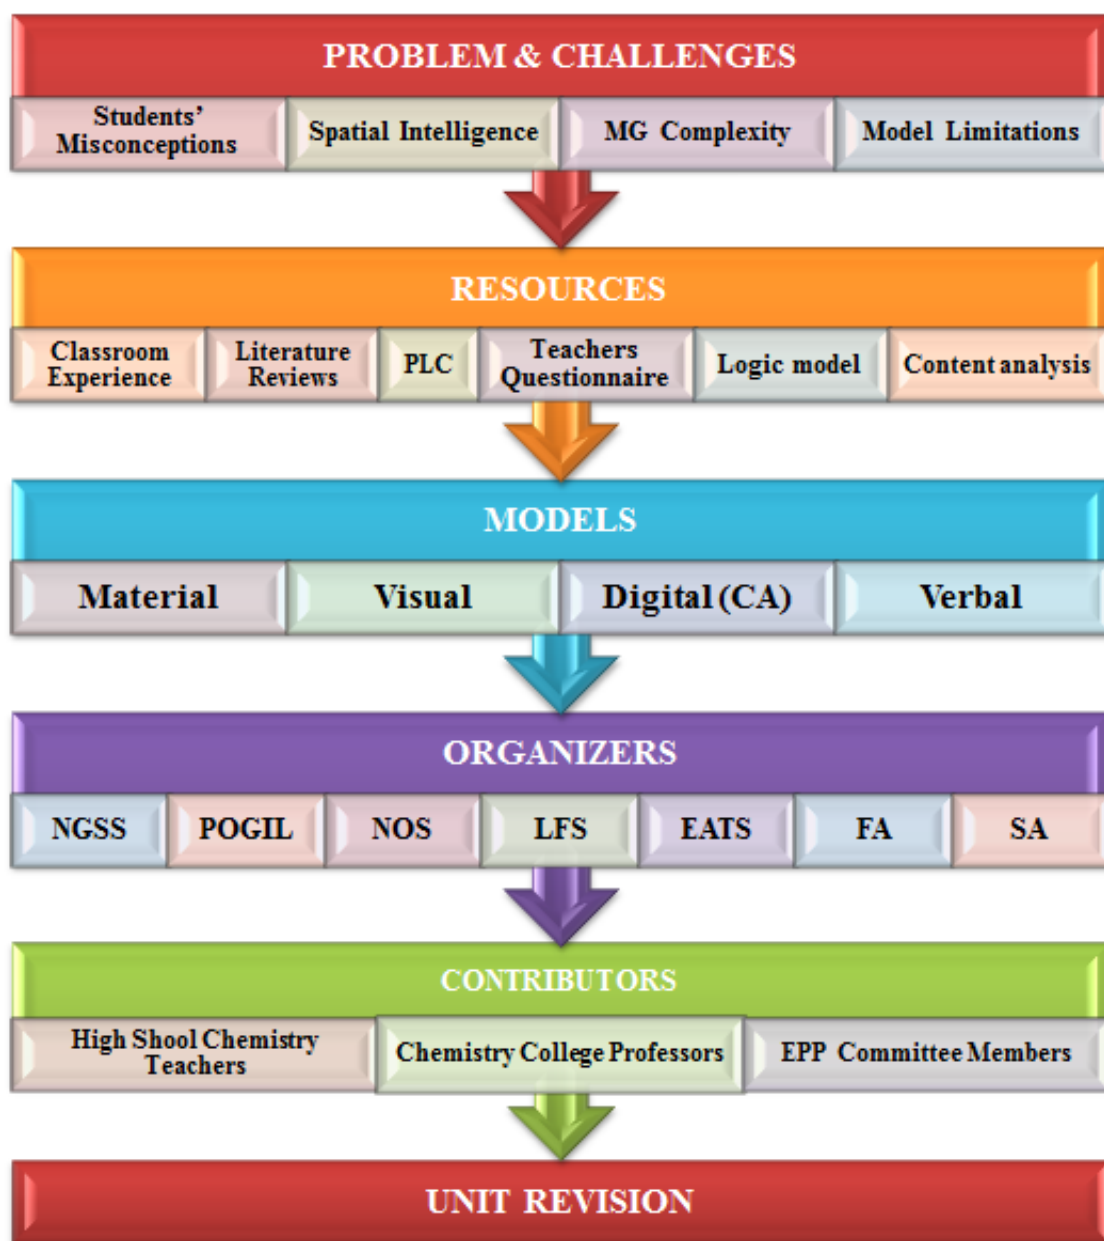 PROBLEM & CHALLENGES
Students’
Misconceptions
Spatial Intelligence
MG Complexity
Model Limitations
RESOURCES
Classroom
Experience
Literature
Reviews
PLC
Teachers
Questionnaire
Logic model
Content analysis
MODELS
Material
Visual
Digital (CA)
Verbal
ORGANIZERS
NGSS
POGIL
NOS
LFS
EATS
FA
SA
CONTRIBUTORS
High Shool Chemistry
Teachers
Chemistry College Professors
EPP Committee Members
UNIT REVISION